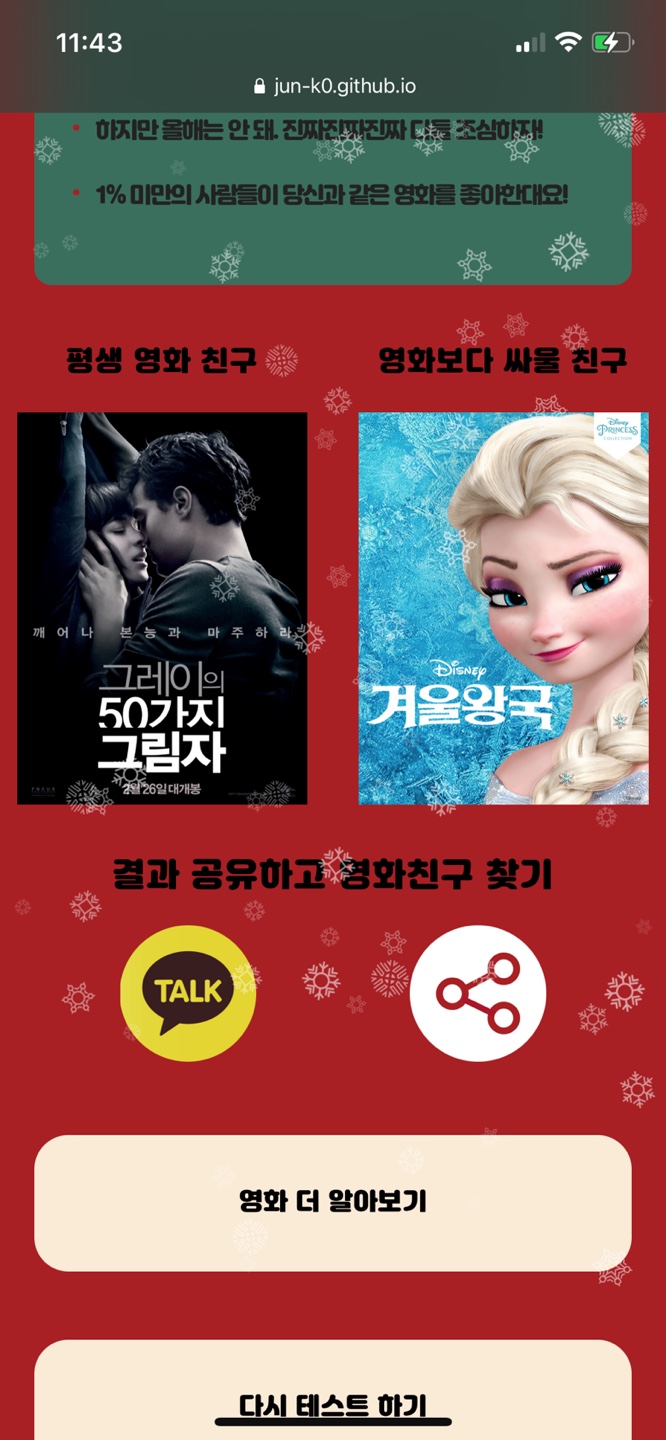 11:43
jun-k0.github.io
하지만 올해는 안 돼. 진짜진짜진짜 다들 조심하자!
1% 미만의 사람들이 당신과 같은 영화를 좋아한대요!
평생 영화 친구
영화보다 싸울 친구
깨어나 본능과 마주하라
그레이의
50가지
그림자
2월 26일 대개봉
Disney
PRINCESS
COLLECTION
Disney
겨울왕국
결과 공유하고 영화친구 찾기
TALK
영화 더 알아보기
다시 테스트 하기